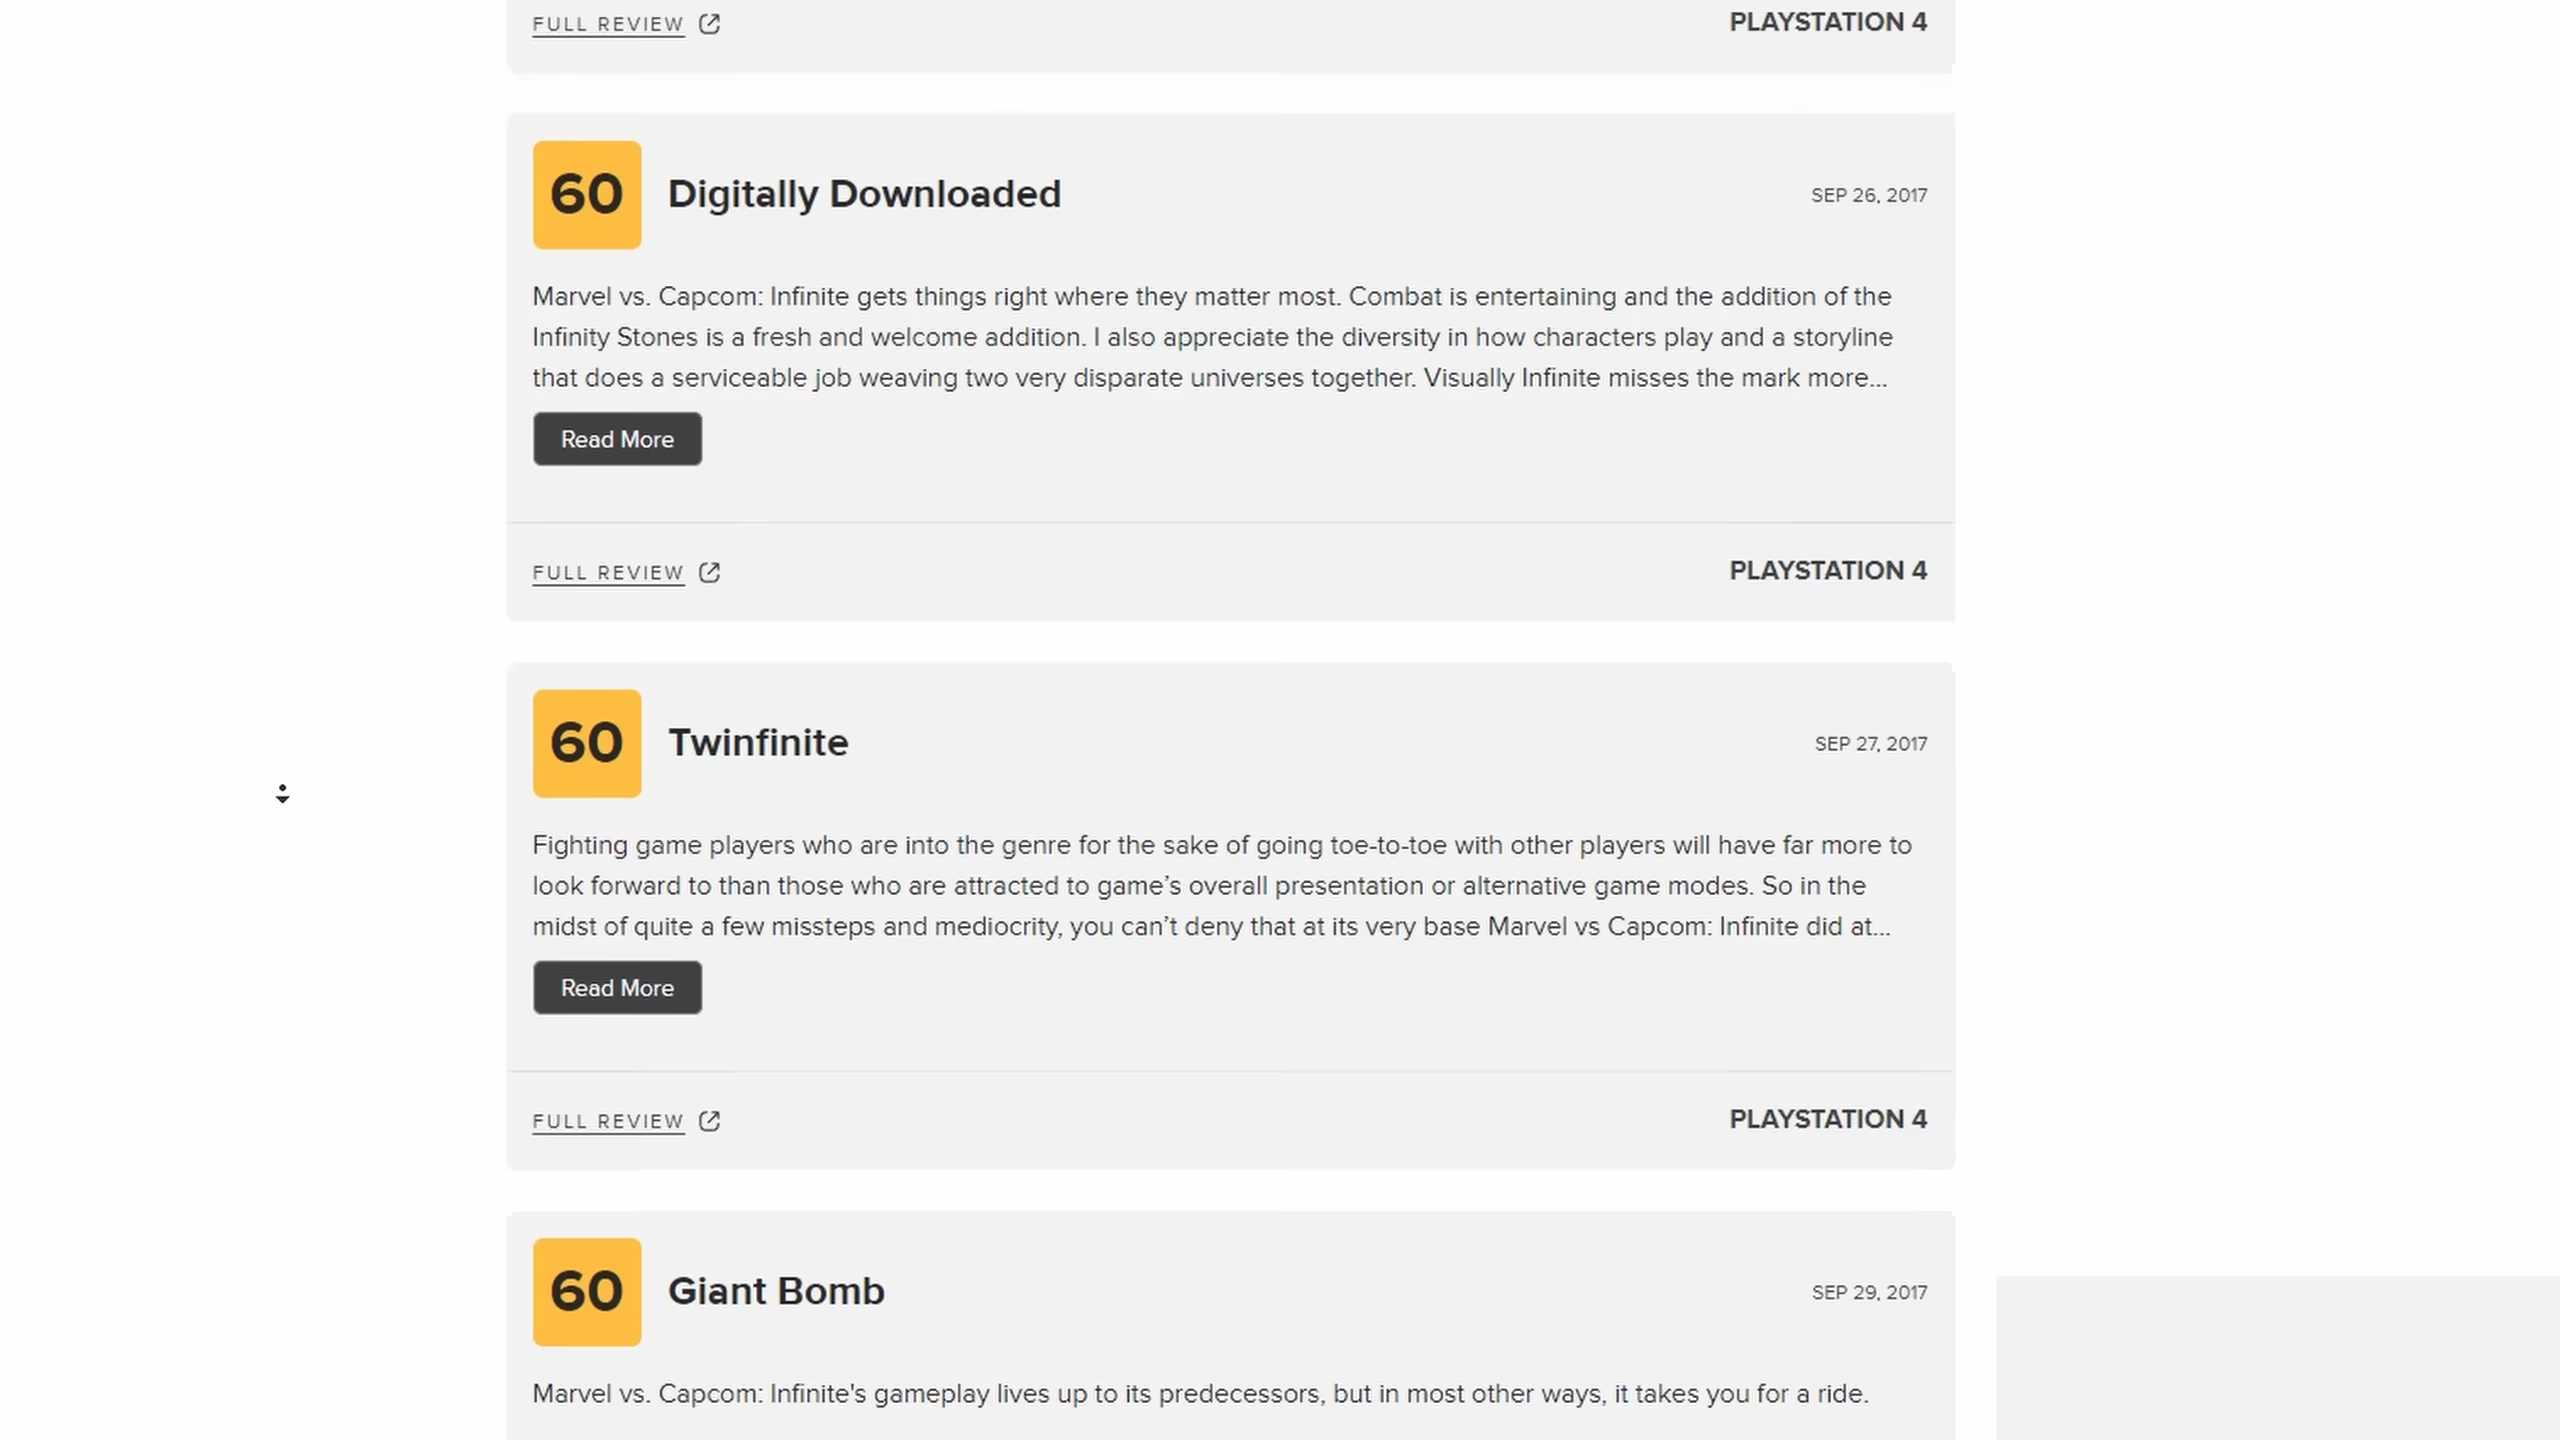 FULL REVIEW
PLAYSTATION 4
60
Digitally Downloaded
SEP 26, 2017
Marvel vs. Capcom: Infinite gets things right where they matter most. Combat is entertaining and the addition of the
Infinity Stones is a fresh and welcome addition. I also appreciate the diversity in how characters play and a storyline
that does a serviceable job weaving two very disparate universes together. Visually Infinite misses the mark more...
Read More
FULL REVIEW
PLAYSTATION 4
60
Twinfinite
SEP 27, 2017
Fighting game players who are into the genre for the sake of going toe-to-toe with other players will have far more to
look forward to than those who are attracted to game’s overall presentation or alternative game modes. So in the
midst of quite a few missteps and mediocrity, you can’t deny that at its very base Marvel vs Capcom: Infinite did at...
Read More
FULL REVIEW
PLAYSTATION 4
60
Giant Bomb
SEP 29, 2017
Marvel vs. Capcom: Infinite's gameplay lives up to its predecessors, but in most other ways, it takes you for a ride.